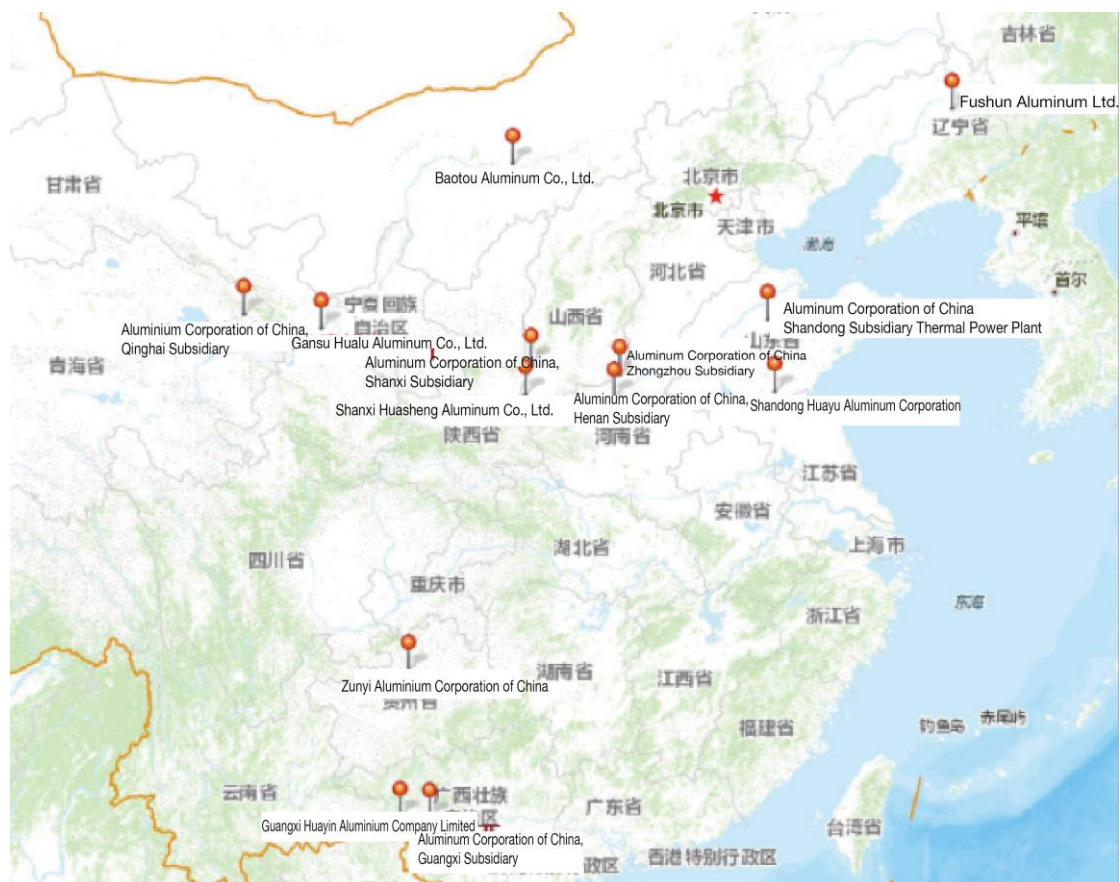 吉林省
Fushun Aluminum Ltd.
辽宁省
Baotou Aluminum Co., Ltd.
甘肃省
北京市
北京市
天津市
平壤
渤海
河北省
首尔
宁夏回族
自治区
山西省
Aluminum Corporation of China
Shandong Subsidiary Thermal Power Plant
山东省
Aluminium Corporation of China,
Qinghai Subsidiary
Gansu Hualu Aluminum Co., Ltd.
青海省
Aluminum Corporation of China,
Shanxi Subsidiary
Aluminum Corporation of China
Zhongzhou Subsidiary
Shanxi Huasheng Aluminum Co., Ltd.
Aluminum Corporation of China,
Henan Subsidiary
Shandong Huayu Aluminum Corporation
陕西省
河南省
江苏省
安徽省
上海市
湖北省
四川省
重庆市
东海
浙江省
湖南省
江西省
Zunyi Aluminium Corporation of China
贵州省
福建省
钓鱼岛
赤尾屿
云南省
广西壮族
区
广东省
台湾省
Guangxi Huayin Aluminium Company Limited
Aluminum Corporation of China,
Guangxi Subsidiary
香港特别行政区
政区